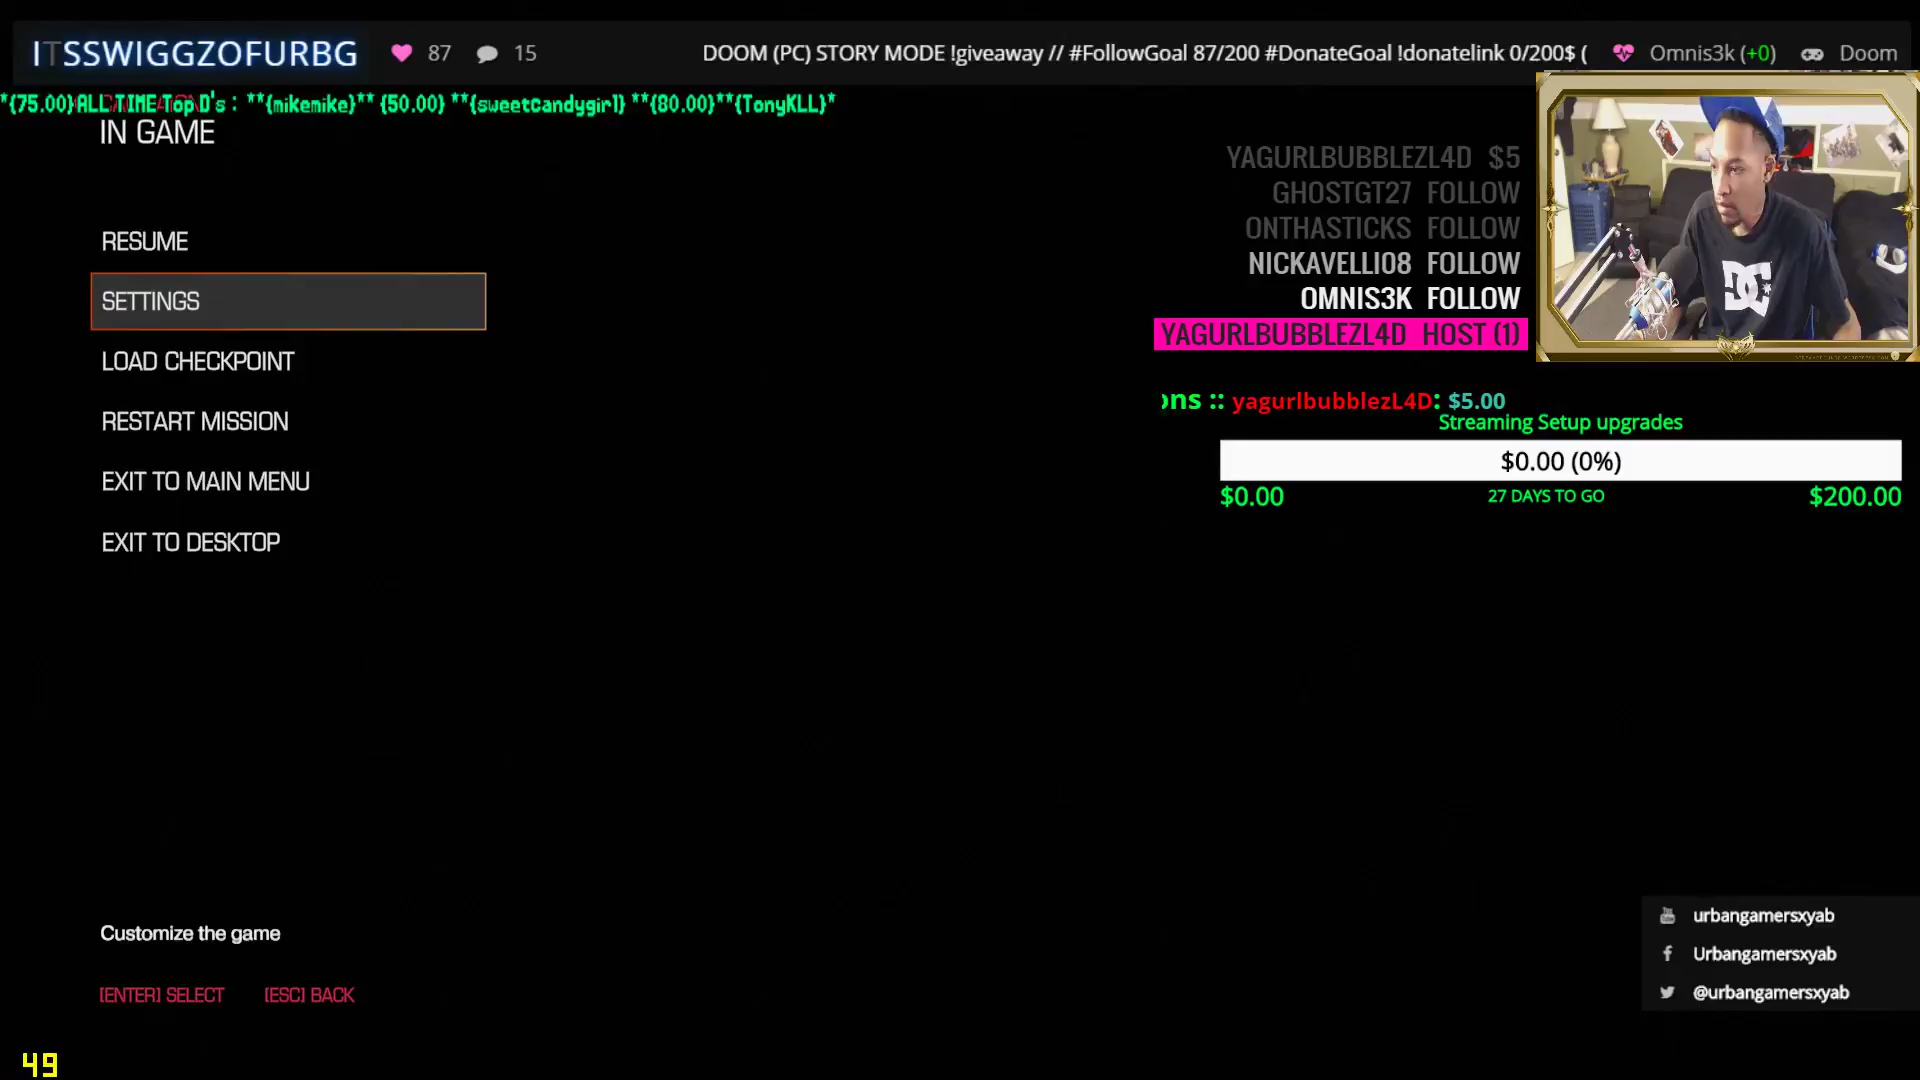 ITSSWIGGZOFURBG 87 15 DOOM (PC) STORY MODE !giveaway // #FollowGoal 87/200 #DonateGoal !donatelink 0/200$ ( Omnis3k (+0) Doom
*{75.00}ALL TIME Top D's : **{mikemike}** {50.00} **{sweetCandygirl} **{80.00}**{TonyKLL}*
IN GAME
RESUME
SETTINGS
LOAD CHECKPOINT
RESTART MISSION
EXIT TO MAIN MENU
EXIT TO DESKTOP
YAGURLBUBBLEZL4D $5
GHOSTGT27 FOLLOW
ONTHASTICKS FOLLOW
NICKAVELLI08 FOLLOW
OMNIS3K FOLLOW
YAGURLBUBBLEZL4D HOST (1)
DC
ons :: yagurlbubblezL4D: $5.00
Streaming Setup upgrades
$0.00 (0%)
$0.00 27 DAYS TO GO $200.00
Customize the game
[ENTER] SELECT [ESC] BACK
urbangamersxyab
Urbangamersxyab
@urbangamersxyab
49